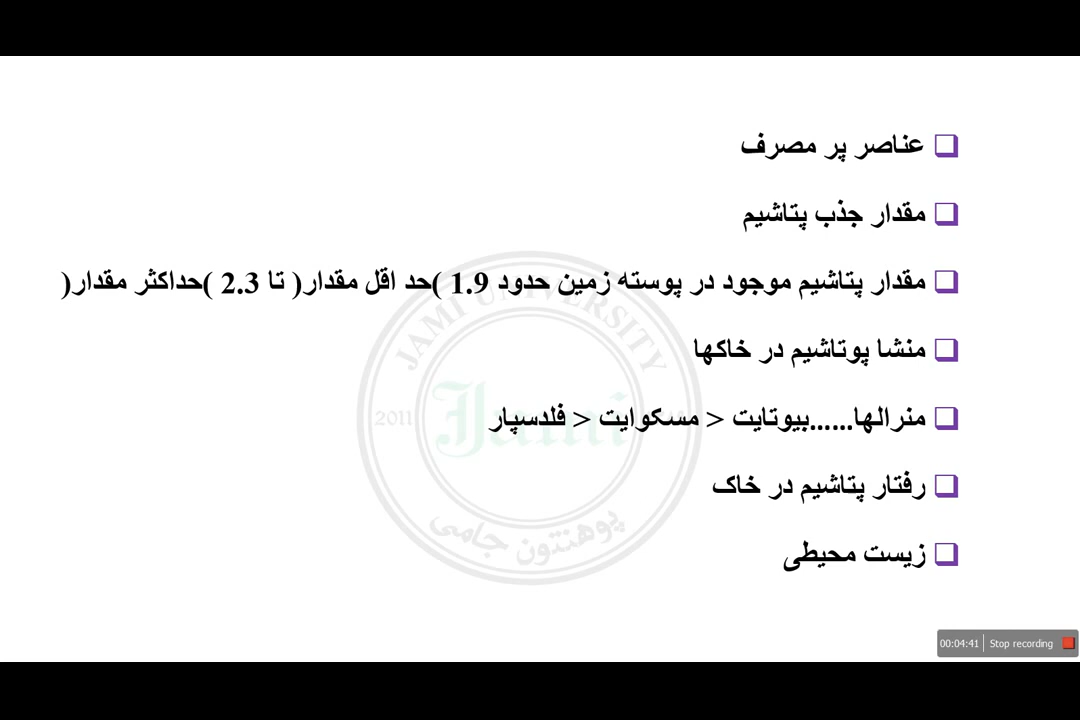 عناصر پر مصرف
مقدار جذب پتاشیم
مقدار پتاشیم موجود در پوسته زمین حدود 1.9 )حد اقل مقدار( تا 2.3 )حداکثر مقدار(
منشا پوتاشیم در خاکها
منرالها......بیوتایت > مسکوایت > فلدسپار
رفتار پتاشیم در خاک
زیست محیطی
JAMI UNIVERSITY
2011
Jami
پوهنتون جامی
00:04:41 Stop recording